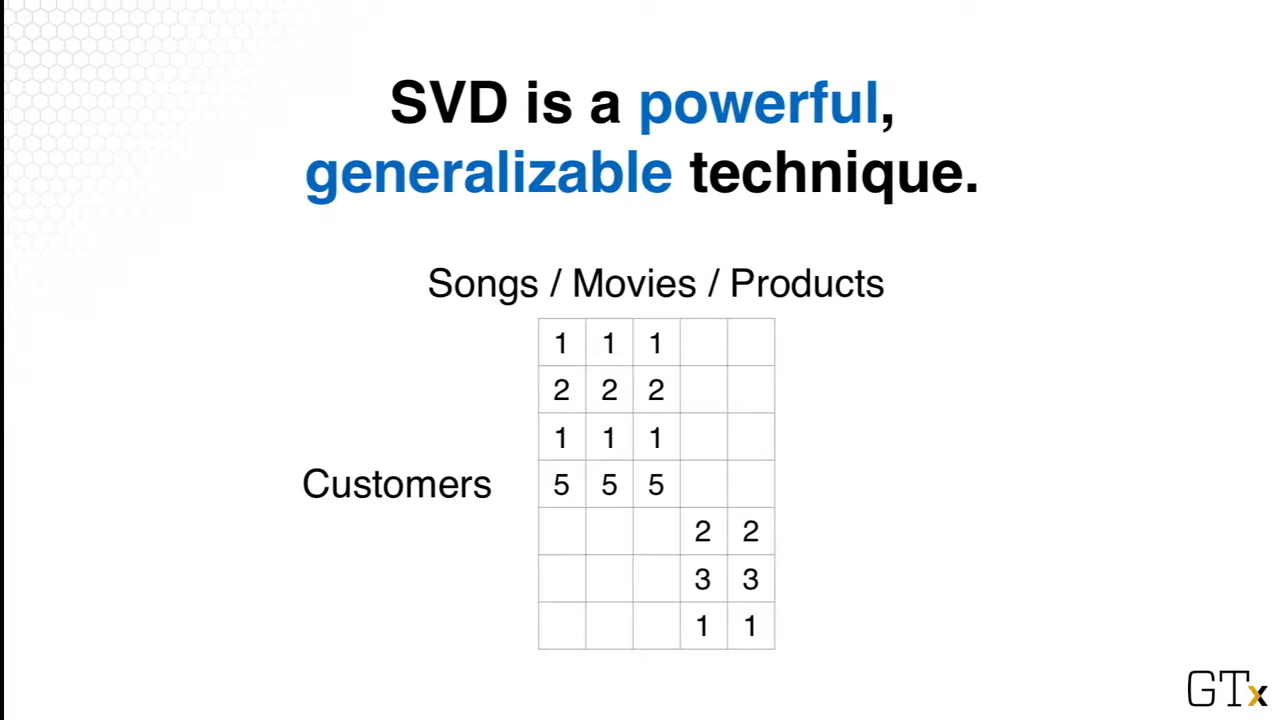 SVD is a powerful,
generalizable technique.
Songs / Movies / Products
1 1 1
2 2 2
1 1 1
Customers
5 5 5
2 2
3 3
1 1
GTx